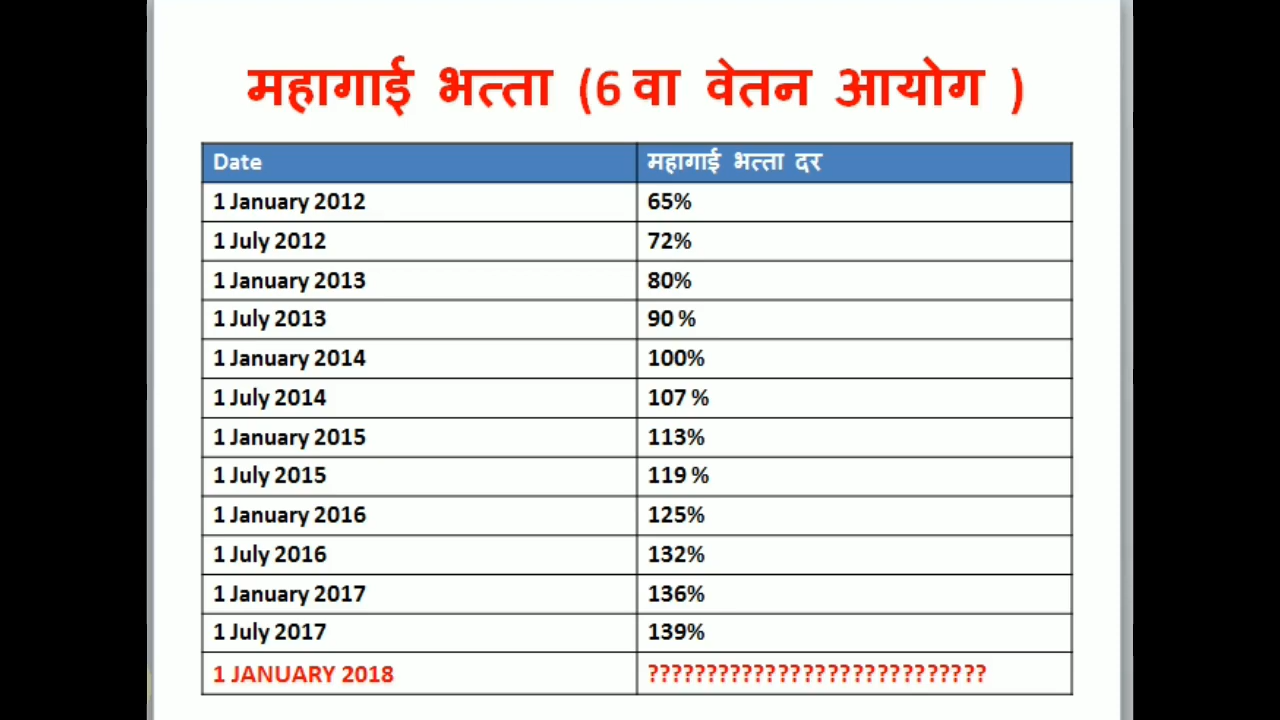 महागाई भत्ता (6 वा वेतन आयोग )
Date महागाई भत्ता दर
1 January 2012 65%
1 July 2012 72%
1 January 2013 80%
1 July 2013 90 %
1 January 2014 100%
1 July 2014 107 %
1 January 2015 113%
1 July 2015 119 %
1 January 2016 125%
1 July 2016 132%
1 January 2017 136%
1 July 2017 139%
1 JANUARY 2018 ????????????????????????????